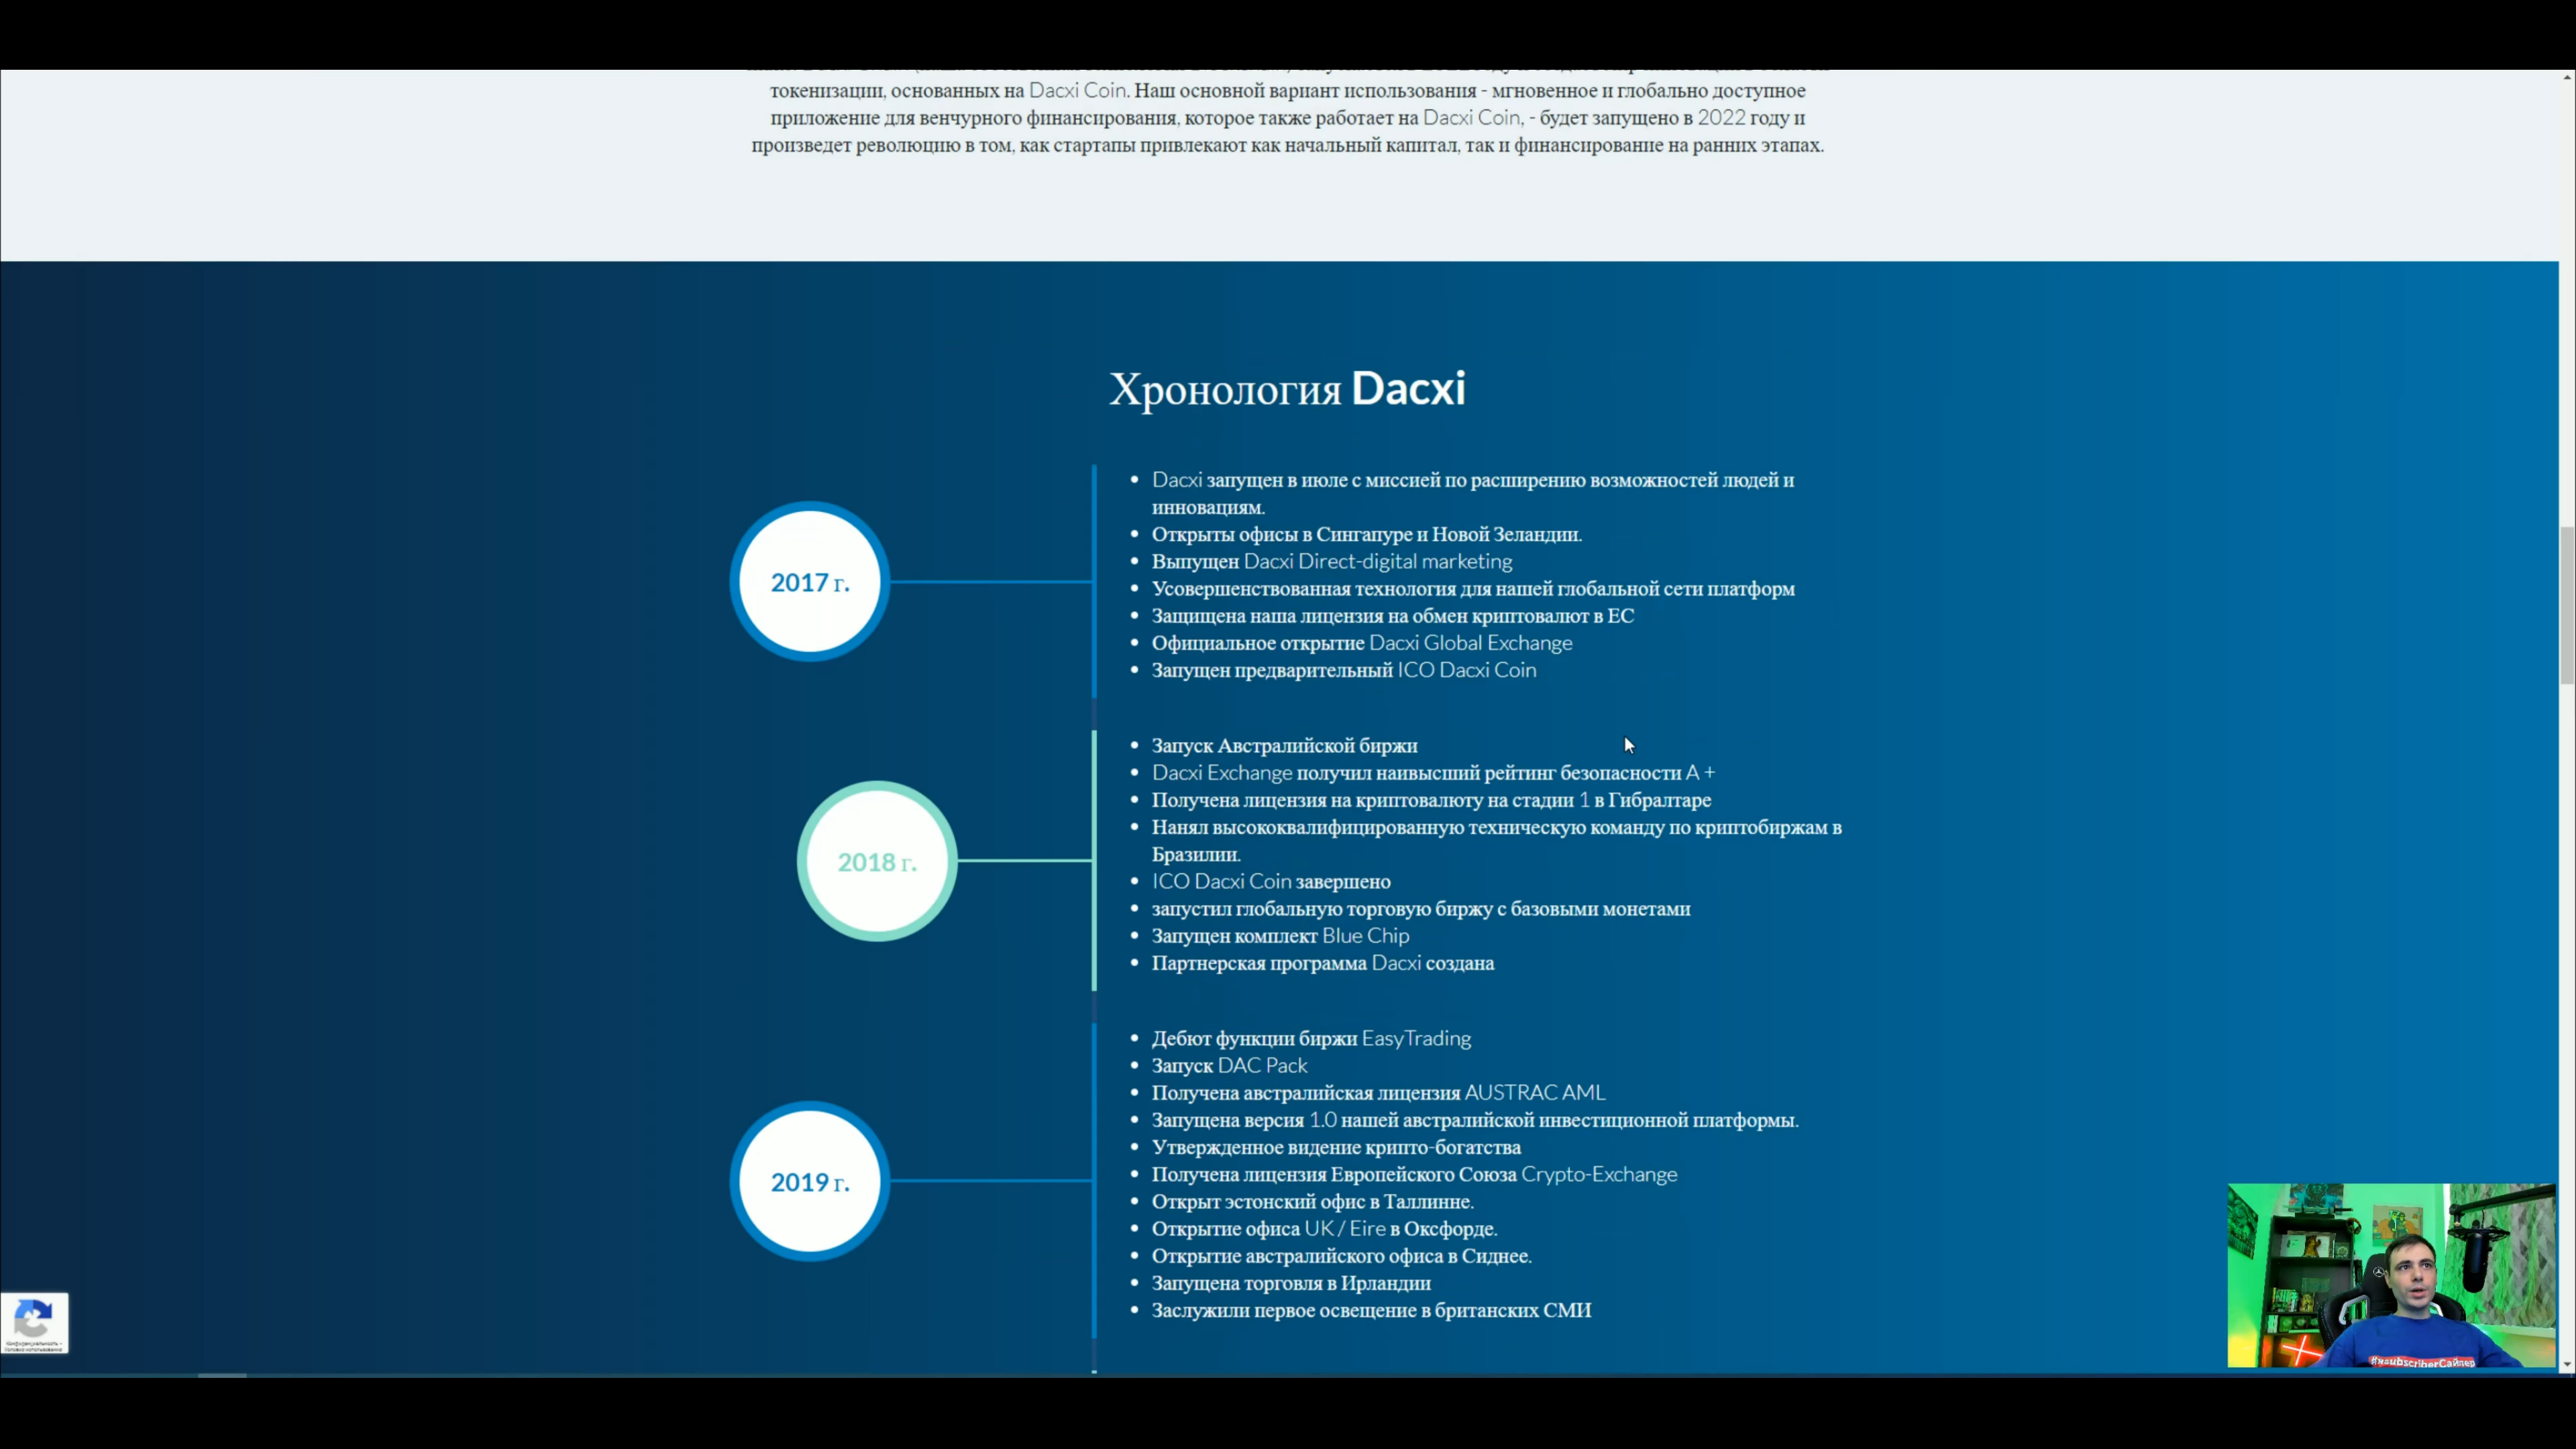 токенизации, основанных на Dacxi Coin. Наш основной вариант использования - мгновенное и глобально доступное
приложение для венчурного финансирования, которое также работает на Dacxi Coin, - будет запущено в 2022 году и
произведет революцию в том, как стартапы привлекают как начальный капитал, так и финансирование на ранних этапах.
Хронология Dacxi
2017 г.
Dacxi запущен в июле с миссией по расширению возможностей людей и
инновациям.
Открыты офисы в Сингапуре и Новой Зеландии.
Выпущен Dacxi Direct-digital marketing
Усовершенствованная технология для нашей глобальной сети платформ
Защищена наша лицензия на обмен криптовалют в ЕС
Официальное открытие Dacxi Global Exchange
Запущен предварительный ICO Dacxi Coin
2018 г.
Запуск Австралийской биржи
Dacxi Exchange получил наивысший рейтинг безопасности A +
Получена лицензия на криптовалюту на стадии 1 в Гибралтаре
Нанял высококвалифицированную техническую команду по криптобиржам в
Бразилии.
ICO Dacxi Coin завершено
запустил глобальную торговую биржу с базовыми монетами
Запущен комплект Blue Chip
Партнерская программа Dacxi создана
2019 г.
Дебют функции биржи EasyTrading
Запуск DAC Pack
Получена австралийская лицензия AUSTRAC AML
Запущена версия 1.0 нашей австралийской инвестиционной платформы.
Утвержденное видение крипто-богатства
Получена лицензия Европейского Союза Crypto-Exchange
Открыт эстонский офис в Таллинне.
Открытие офиса UK / Eire в Оксфорде.
Открытие австралийского офиса в Сиднее.
Запущена торговля в Ирландии
Заслужили первое освещение в британских СМИ